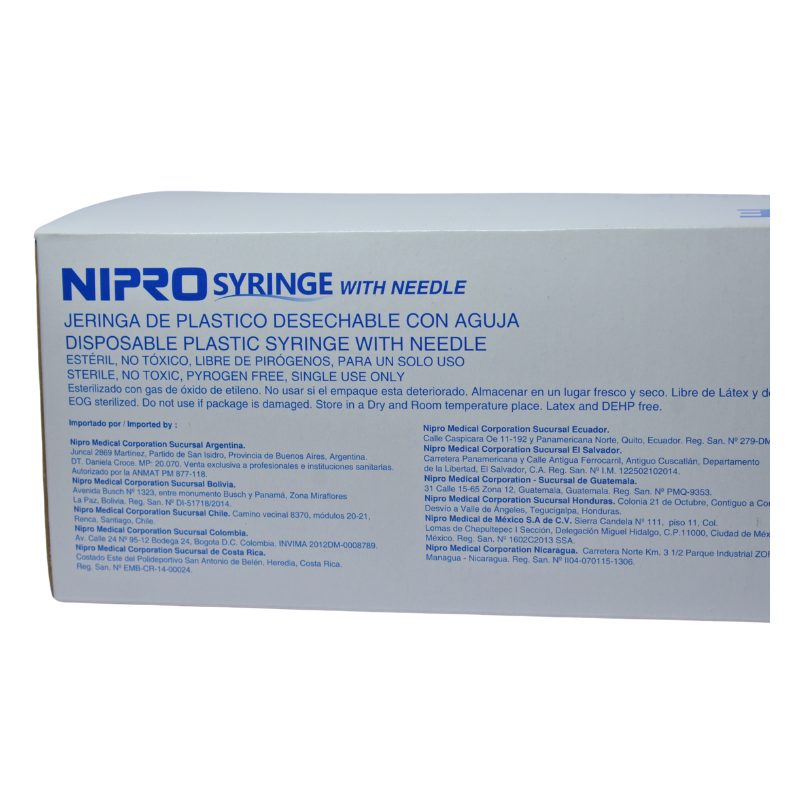 NIPRO SYRINGE WITH NEEDLE
JERINGA DE PLASTICO DESECHABLE CON AGUJA
DISPOSABLE PLASTIC SYRINGE WITH NEEDLE
ESTÉRIL, NO TÓXICO, LIBRE DE PIRÓGENOS, PARA UN SOLO USO
STERILE, NO TOXIC, PYROGEN FREE, SINGLE USE ONLY
Esterilizado con gas de óxido de etileno. No usar si el empaque esta deteriorado. Almacenar en un lugar fresco y seco. Libre de Látex y
EOG sterilized. Do not use if package is damaged. Store in a Dry and Room temperature place. Latex and DEHP free.
Importado por / Imported by :
Nipro Medical Corporation Sucursal Argentina.
Juncal 2869 Martínez, Partido de San Isidro, Provincia de Buenos Aires, Argentina.
DT. Daniela Croce. MP: 20.070. Venta exclusiva a profesionales e instituciones sanitarias.
Autorizado por la ANMAT PM 877-118.
Nipro Medical Corporation Sucursal Bolivia.
Avenida Busch Nº 1323, entre monumento Busch y Panamá, Zona Miraflores
La Paz, Bolivia. Reg. San. Nº DI-51718/2014.
Nipro Medical Corporation Sucursal Chile. Camino vecinal 8370, módulos 20-21,
Renca, Santiago, Chile.
Nipro Medical Corporation Sucursal Colombia.
Av. Calle 24 Nº 95-12 Bodega 24, Bogota D.C. Colombia. INVIMA 2012DM-0008789.
Nipro Medical Corporation Sucursal de Costa Rica.
Costado Este del Polideportivo San Antonio de Belén, Heredia, Costa Rica.
Reg. San. Nº EMB-CR-14-00024.
Nipro Medical Corporation Sucursal Ecuador.
Calle Caspicara Oe 11-192 y Panamericana Norte, Quito, Ecuador. Reg. San. Nº 279-DM
Nipro Medical Corporation Sucursal El Salvador.
Carretera Panamericana y Calle Antigua Ferrocarril, Antiguo Cuscatlán, Departamento
de la Libertad, El Salvador, C.A. Reg. San. Nº I.M. 122502102014.
Nipro Medical Corporation - Sucursal de Guatemala.
31 Calle 15-65 Zona 12, Guatemala, Guatemala. Reg. San. Nº PMQ-9353.
Nipro Medical Corporation Sucursal Honduras. Colonia 21 de Octubre, Contiguo a
Desvío a Valle de Ángeles, Tegucigalpa, Honduras.
Nipro Medical de México S.A de C.V. Sierra Candela Nº 111, piso 11, Col.
Lomas de Chapultepec I Sección, Delegación Miguel Hidalgo, C.P.11000, Ciudad de
México. Reg. San. Nº 1602C2013 SSA.
Nipro Medical Corporation Nicaragua. Carretera Norte Km. 3 1/2 Parque Industrial
Managua - Nicaragua. Reg. San. Nº II04-070115-1306.